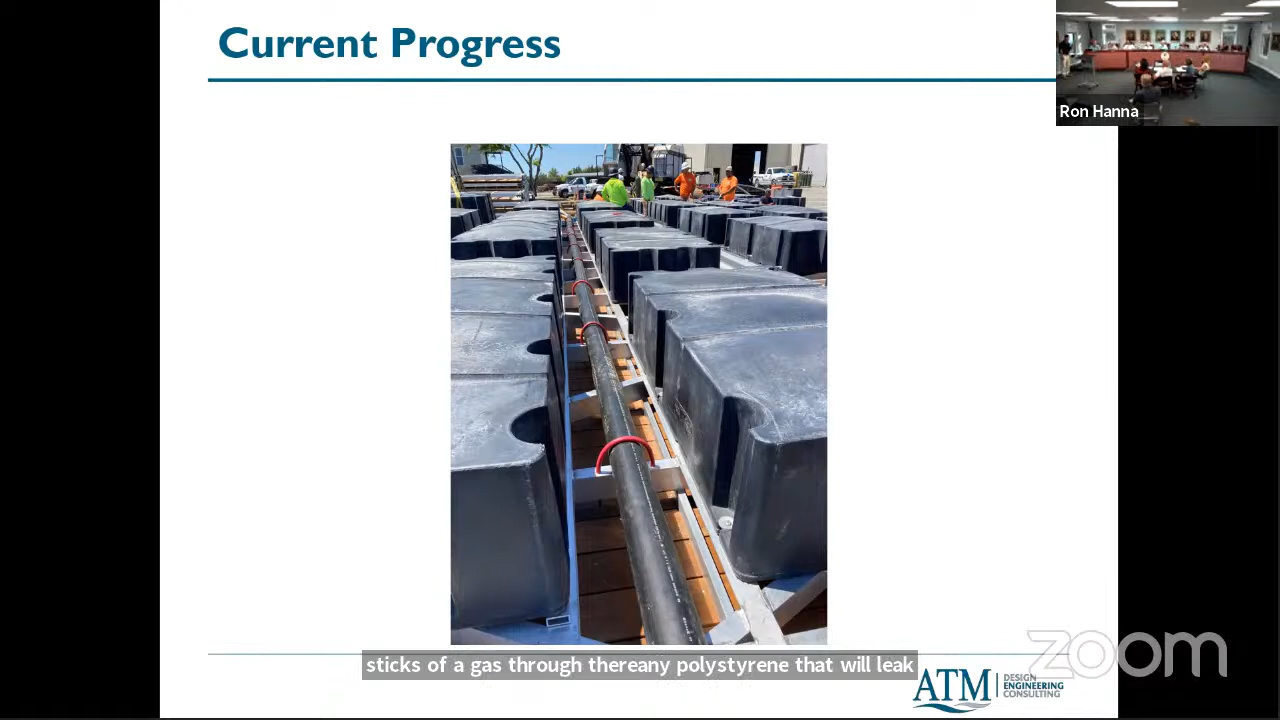 Current Progress
Ron Hanna
sticks of a gas through thereany polystyrene that will leak
zoom
ATM
DESIGN
ENGINEERING
CONSULTING